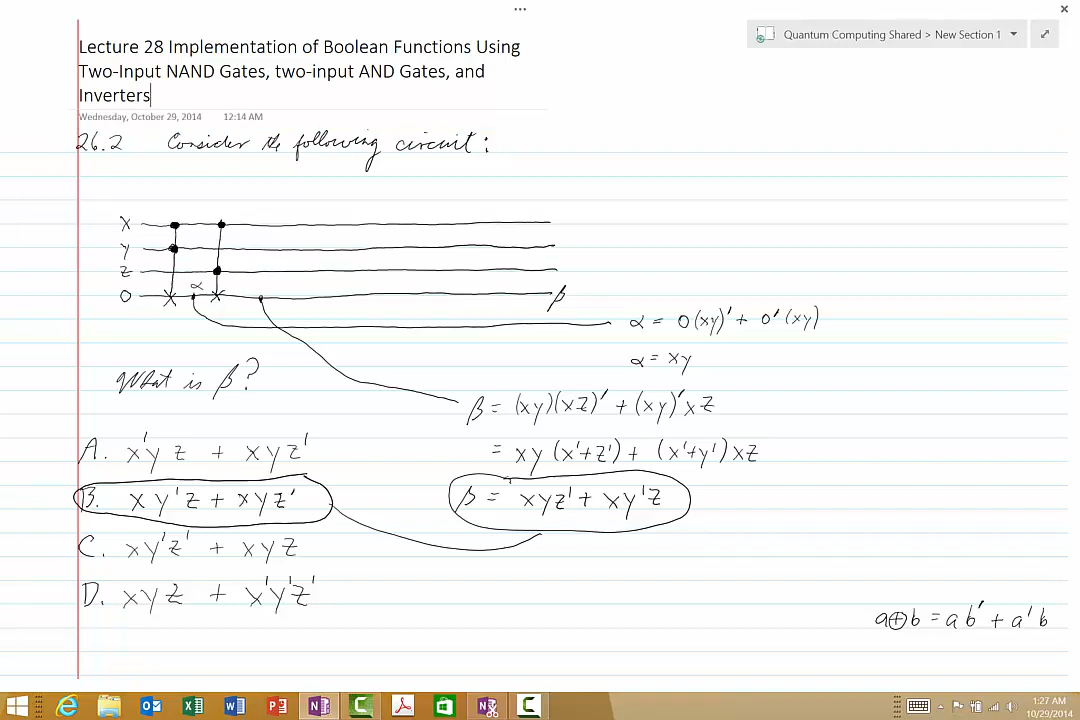 Lecture 28 Implementation of Boolean Functions Using
Two-Input NAND Gates, two-input AND Gates, and
Inverters
Wednesday, October 29, 2014 12:14 AM
Quantum Computing Shared > New Section 1
26.2 Consider the following circuit:
X
Y
Z
α
0
β
α = 0(xy)' + 0'(xy)
α = xy
What is β?
β = (xy)(xz)' + (xy)'xz
A. x'yz + xyz'
= xy(x'+z') + (x'+y')xz
B. xy'z + xyz'
β = xyz' + xy'z
C. xy'z' + xyz
D. xyz + x'y'z'
a⊕b = ab' + a'b
1:27 AM
10/29/2014